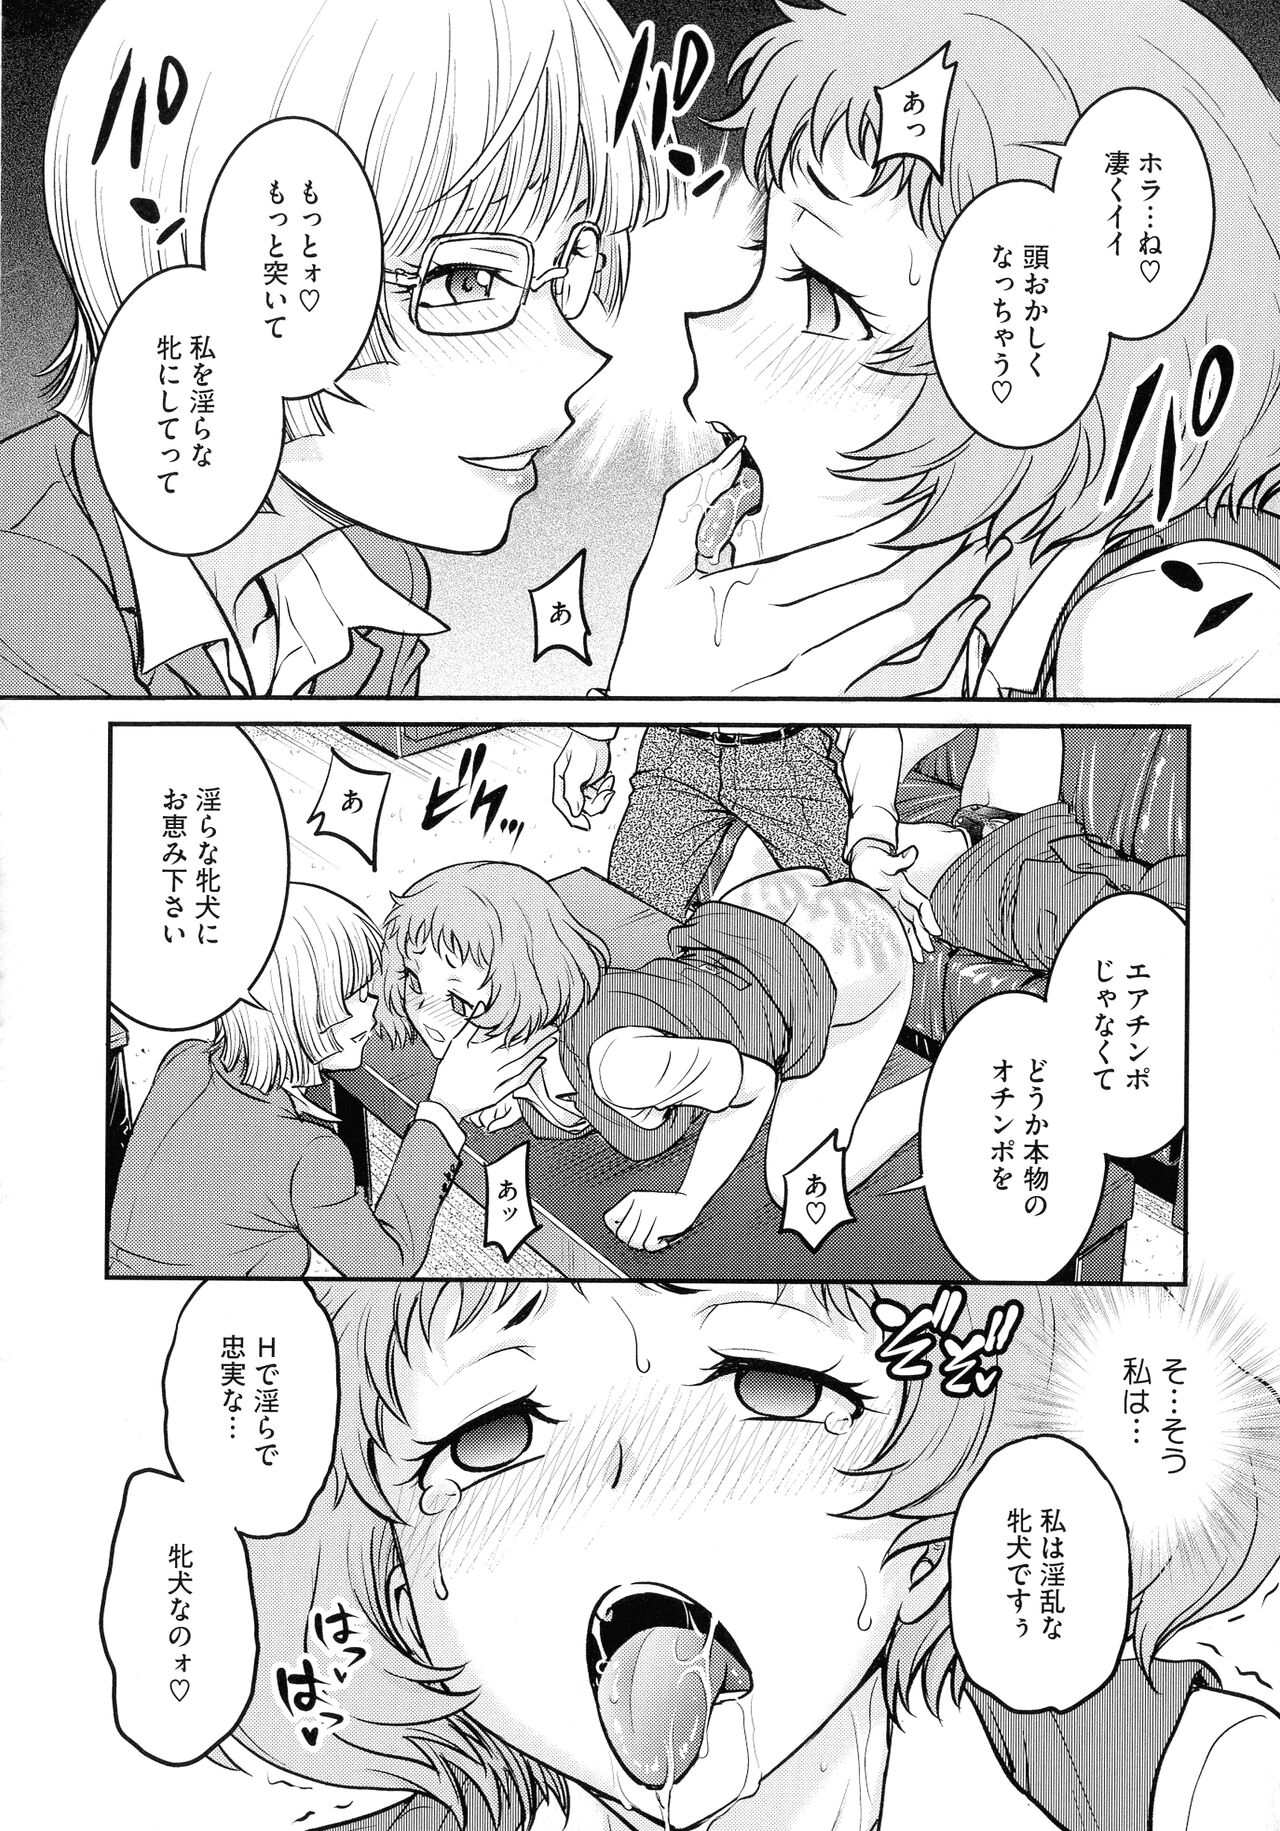 ホラ…ね♡
凄くイイ
頭おかしく
なっちゃう♡
あっ
パン
パン
パン
パン
もっとォ♡
もっと突いて
私を淫らな
牝にしてって
あ
エアチンポ
じゃなくて
どうか本物の
オチンポを
ビク…
あ
あ♡
あッ
淫らな牝犬に
お恵み下さい
そ…そう
私は…
私は淫乱な
牝犬ですぅ
ぞく
ぞく
Hで淫らで
忠実な…
牝犬なのォ♡
はっ
はっ